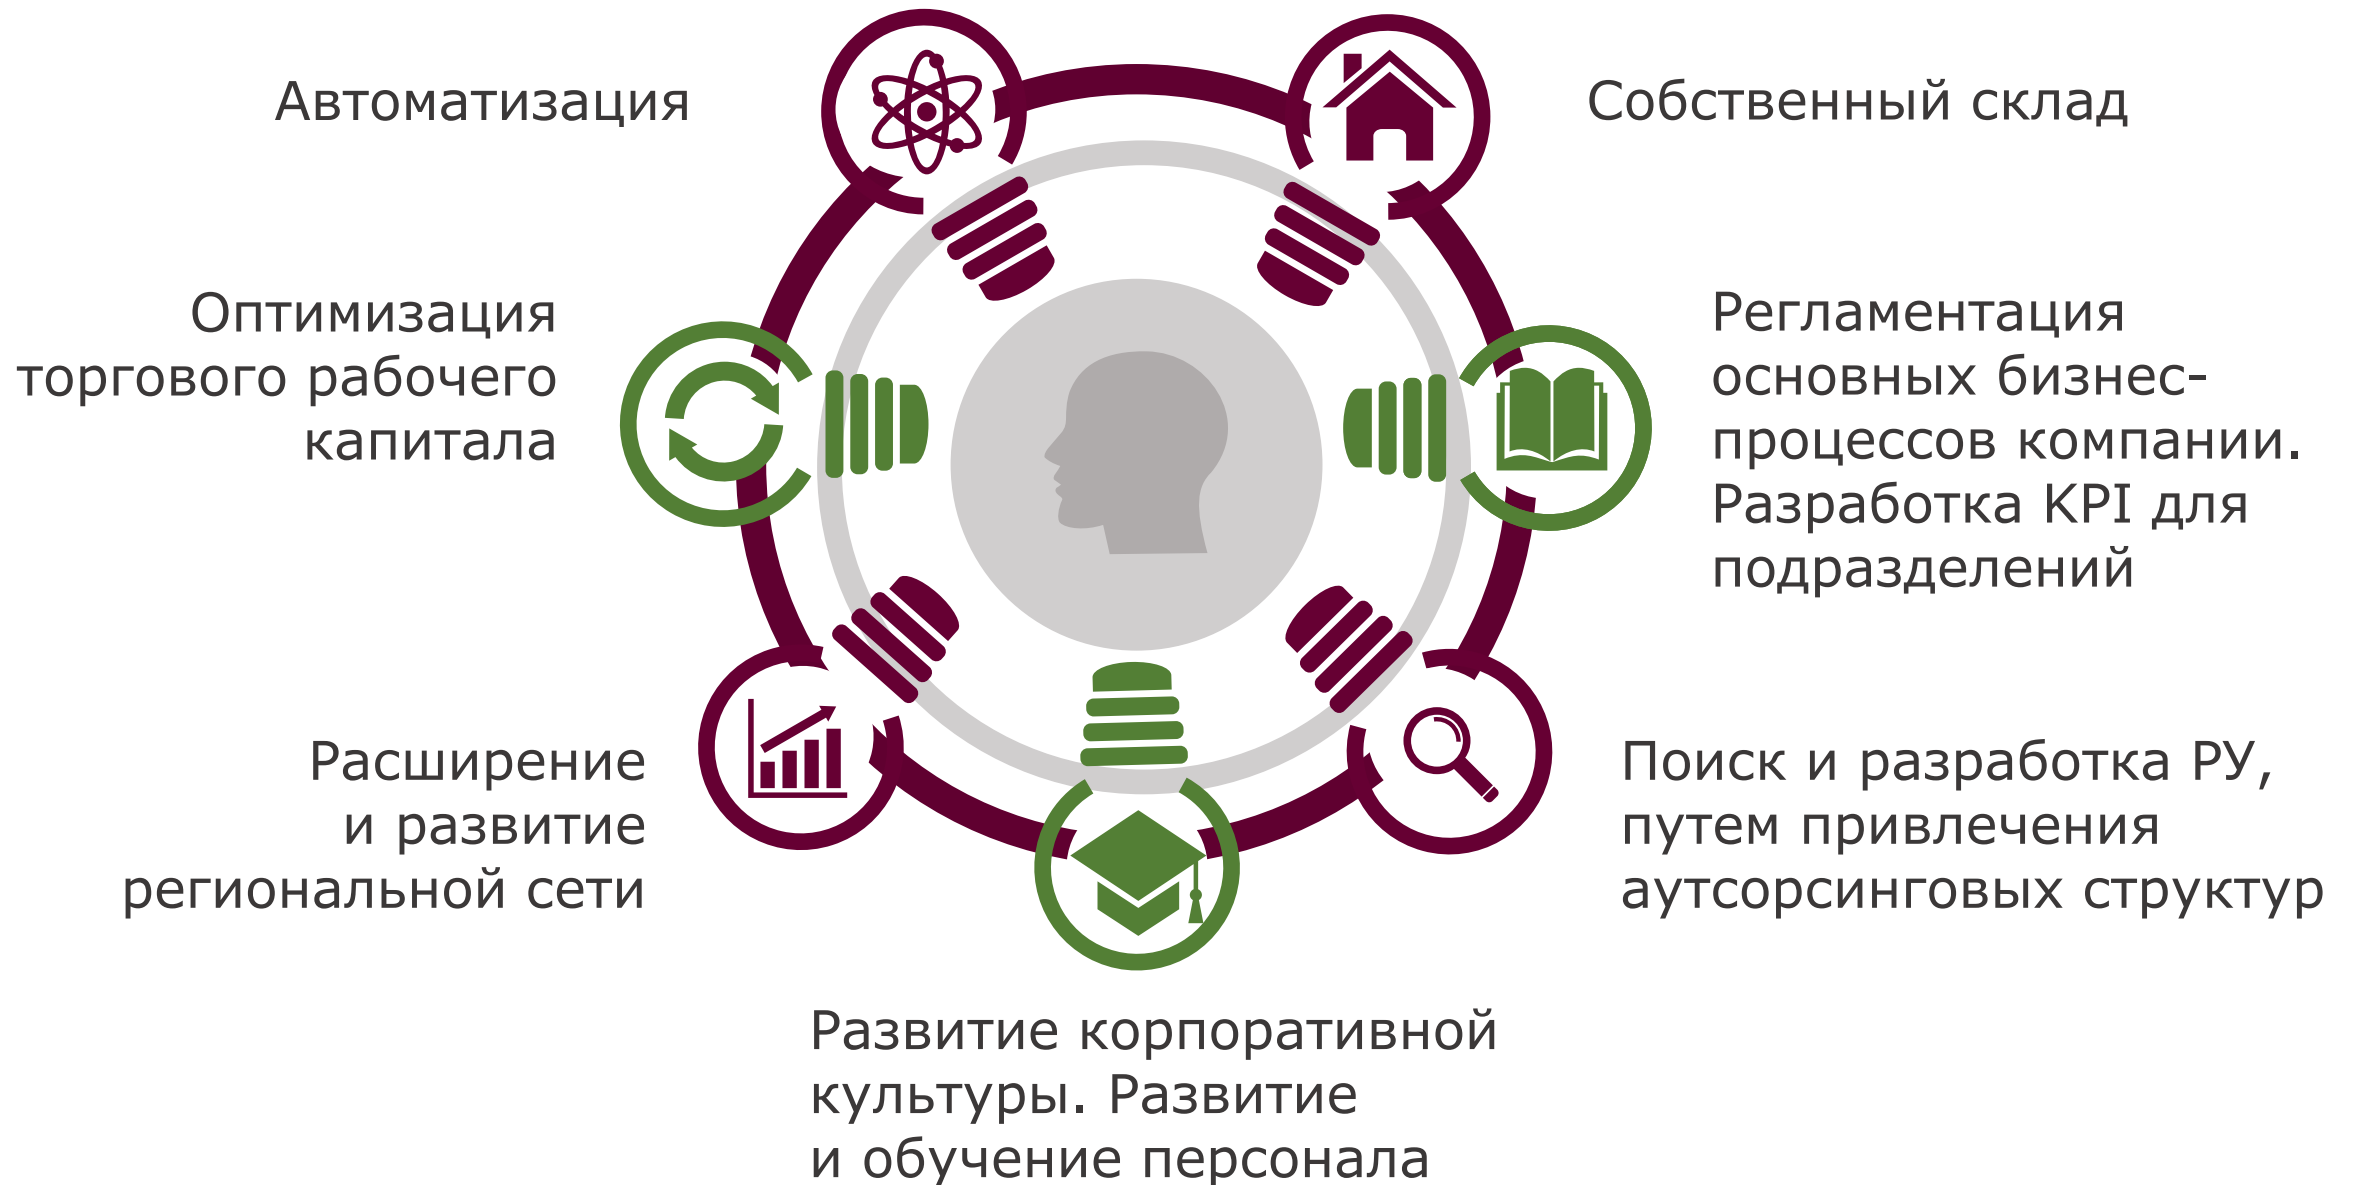 Автоматизация
Собственный склад
Оптимизация
торгового рабочего
капитала
Регламентация
основных бизнес-
процессов компании.
Разработка KPI для
подразделений
Расширение
и развитие
региональной сети
Поиск и разработка РУ,
путем привлечения
аутсорсинговых структур
Развитие корпоративной
культуры. Развитие
и обучение персонала